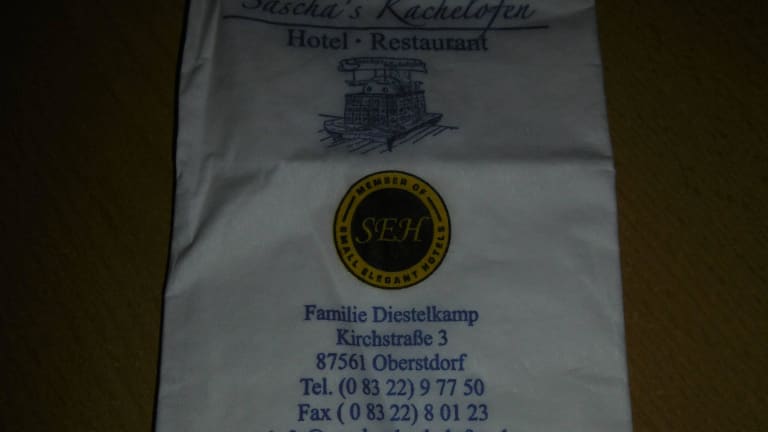 Sascha's Kachelofen
Hotel · Restaurant
MEMBER OF
SEH
SMALL ELEGANT HOTELS
Familie Diestelkamp
Kirchstraße 3
87561 Oberstdorf
Tel. (0 83 22) 9 77 50
Fax ( 0 83 22) 8 01 23